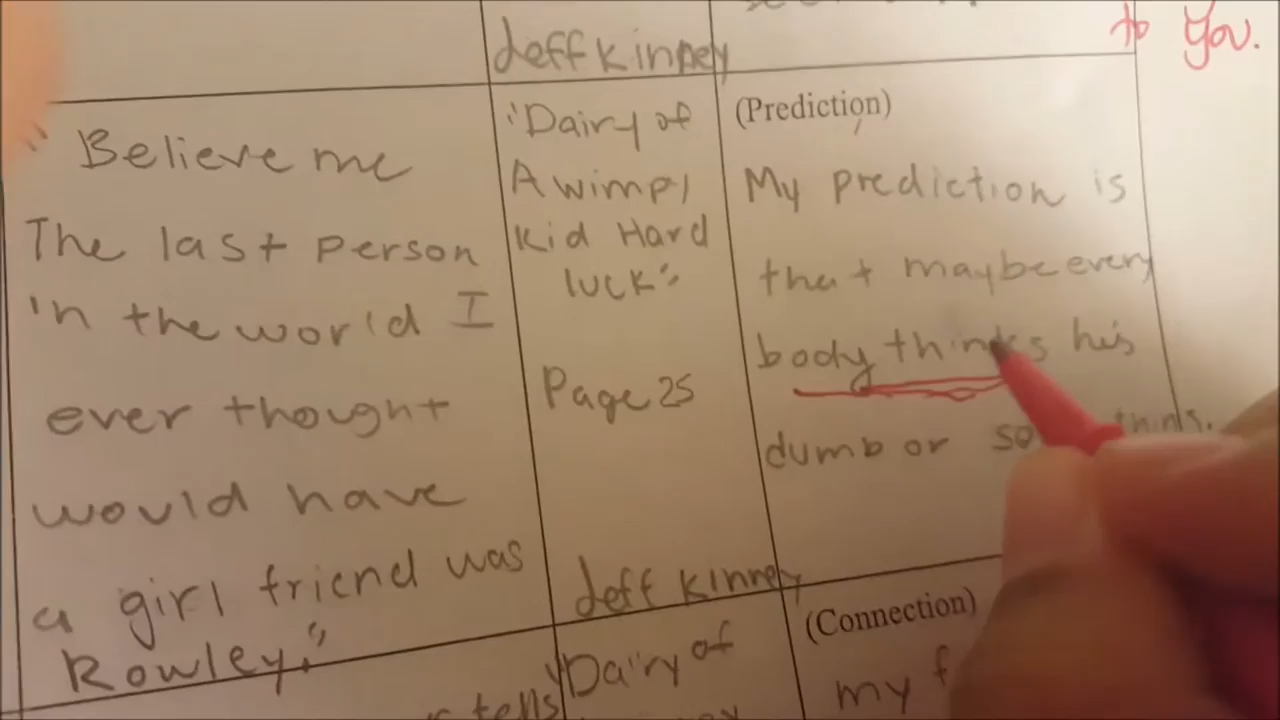 to You.
Jeff Kinney
" Believe me
The last person
in the world I
ever thought
would have
a girl friend was
Rowley."
"Dairy of
A wimpy
Kid Hard
luck"
Page 25
Jeff Kinney
(Prediction)
My prediction is
that maybe every
body thinks his
dumb or
"Dairy of
tells
(Connection)
my